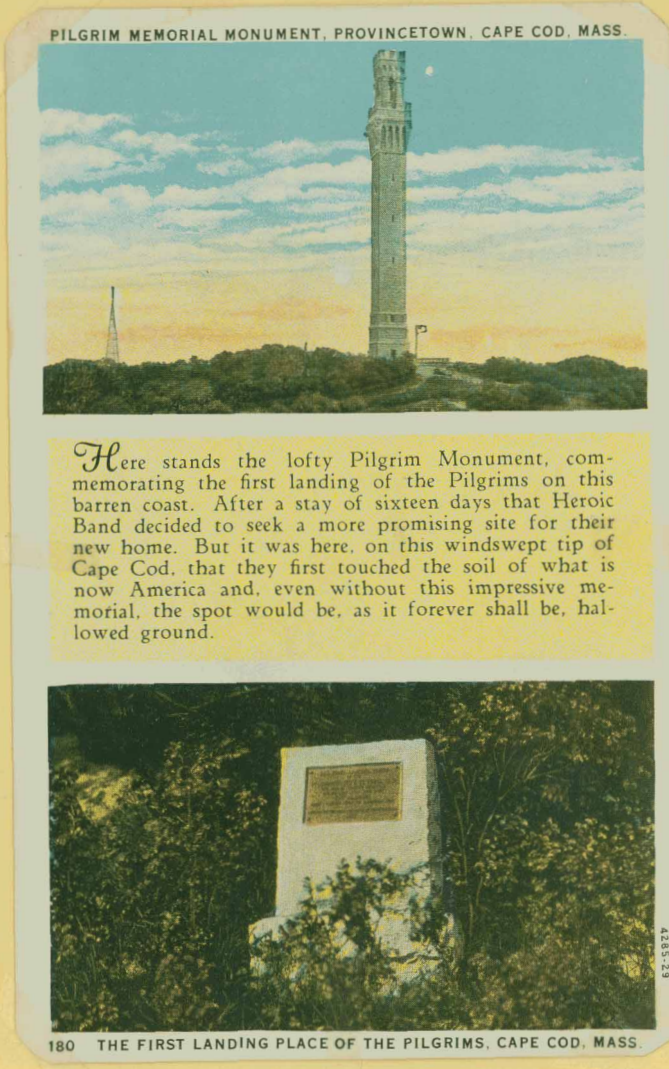 PILGRIM MEMORIAL MONUMENT, PROVINCETOWN, CAPE COD, MASS.
Here stands the lofty Pilgrim Monument, com-
memorating the first landing of the Pilgrims on this
barren coast. After a stay of sixteen days that Heroic
Band decided to seek a more promising site for their
new home. But it was here, on this windswept tip of
Cape Cod, that they first touched the soil of what is
now America and, even without this impressive me-
morial, the spot would be, as it forever shall be, hal-
lowed ground.
4285-29
180 THE FIRST LANDING PLACE OF THE PILGRIMS, CAPE COD, MASS.